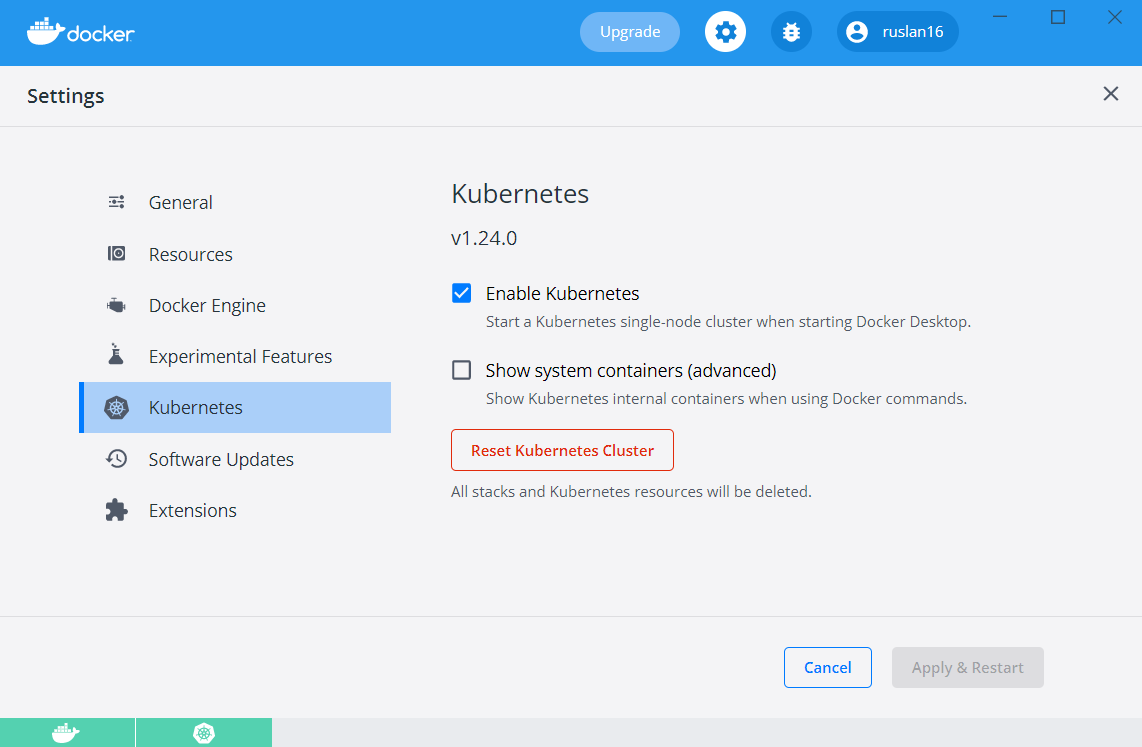 docker
Upgrade
ruslan16
Settings
General
Resources
Docker Engine
Experimental Features
Kubernetes
Software Updates
Extensions
Kubernetes
v1.24.0
Enable Kubernetes
Start a Kubernetes single-node cluster when starting Docker Desktop.
Show system containers (advanced)
Show Kubernetes internal containers when using Docker commands.
Reset Kubernetes Cluster
All stacks and Kubernetes resources will be deleted.
Cancel
Apply & Restart